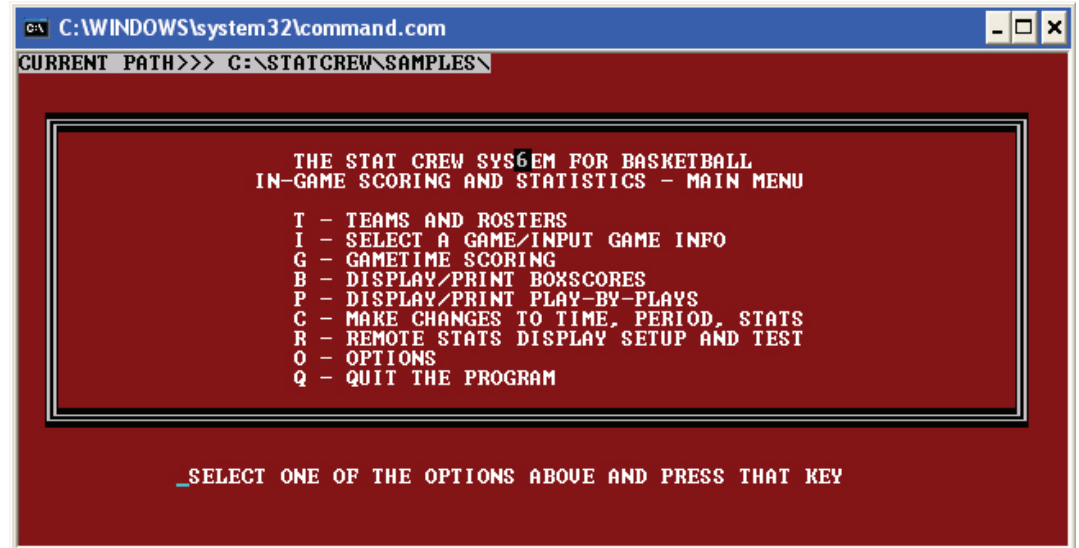 C:\WINDOWS\system32\command.com
CURRENT PATH>>> C:\STATCREW\SAMPLES\
THE STAT CREW SYS6EM FOR BASKETBALL
IN-GAME SCORING AND STATISTICS - MAIN MENU
T - TEAMS AND ROSTERS
I - SELECT A GAME/INPUT GAME INFO
G - GAMETIME SCORING
B - DISPLAY/PRINT BOXSCORES
P - DISPLAY/PRINT PLAY-BY-PLAYS
C - MAKE CHANGES TO TIME, PERIOD, STATS
R - REMOTE STATS DISPLAY SETUP AND TEST
O - OPTIONS
Q - QUIT THE PROGRAM
_SELECT ONE OF THE OPTIONS ABOVE AND PRESS THAT KEY